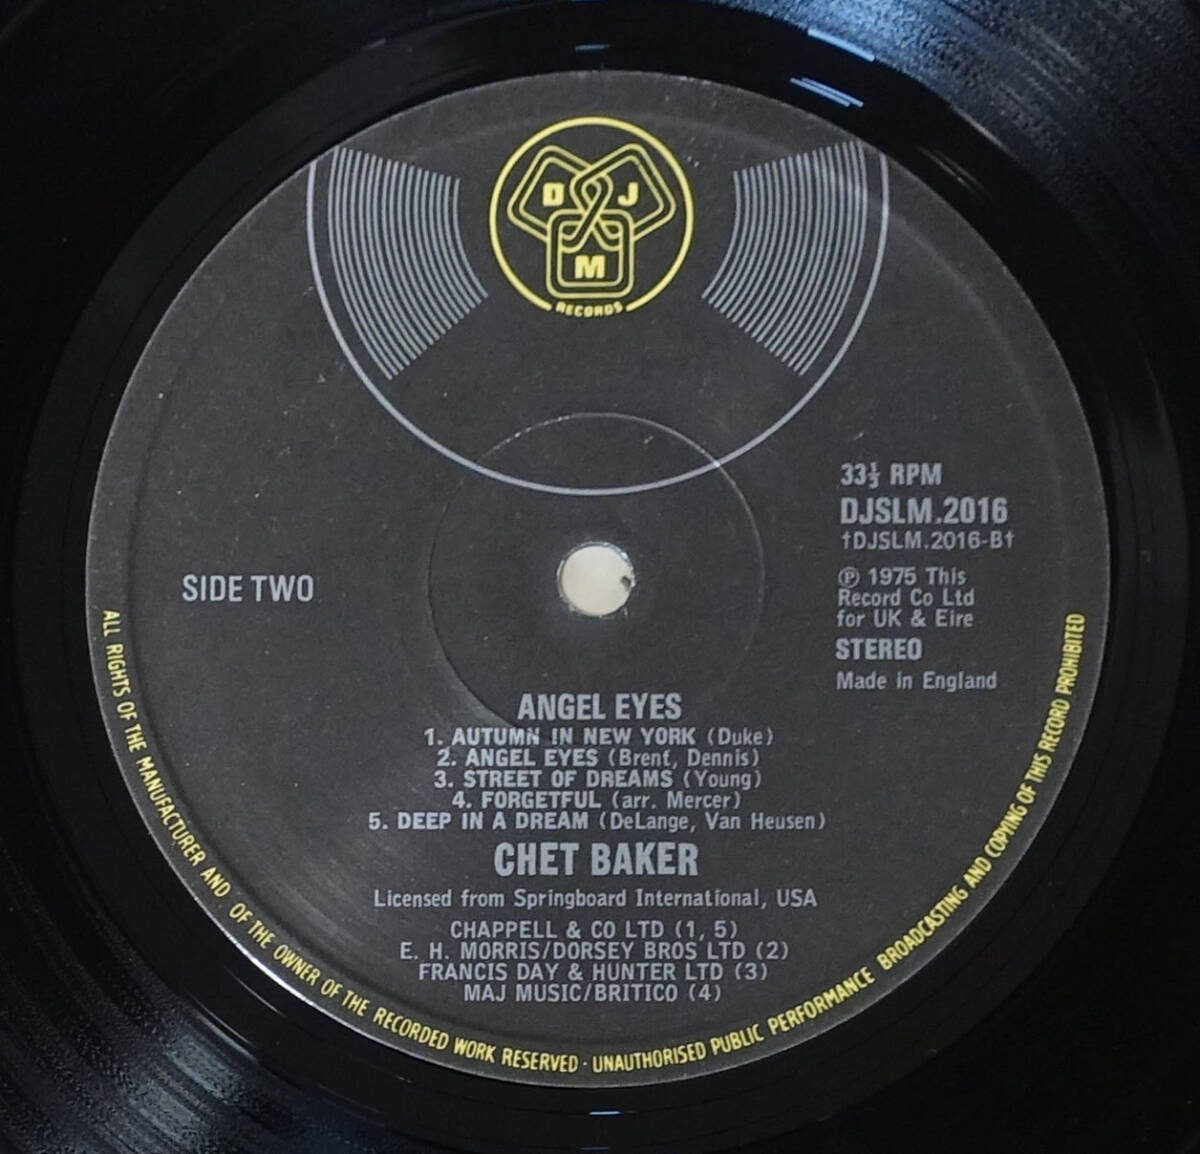 D J
M
RECORDS
33⅓ RPM
DJSLM.2016
†DJSLM.2016-B†
℗ 1975 This
Record Co Ltd
for UK & Eire
STEREO
Made in England
SIDE TWO
ANGEL EYES
1. AUTUMN IN NEW YORK (Duke)
2. ANGEL EYES (Brent, Dennis)
3. STREET OF DREAMS (Young)
4. FORGETFUL (arr. Mercer)
5. DEEP IN A DREAM (DeLange, Van Heusen)
CHET BAKER
Licensed from Springboard International, USA
CHAPPELL & CO LTD (1, 5)
E. H. MORRIS/DORSEY BROS' LTD (2)
FRANCIS DAY & HUNTER LTD (3)
MAJ MUSIC/BRITICO (4)
ALL RIGHTS OF THE MANUFACTURER AND OF THE OWNER OF THE RECORDED WORK RESERVED · UNAUTHORISED PUBLIC PERFORMANCE BROADCASTING AND COPYING OF THIS RECORD PROHIBITED